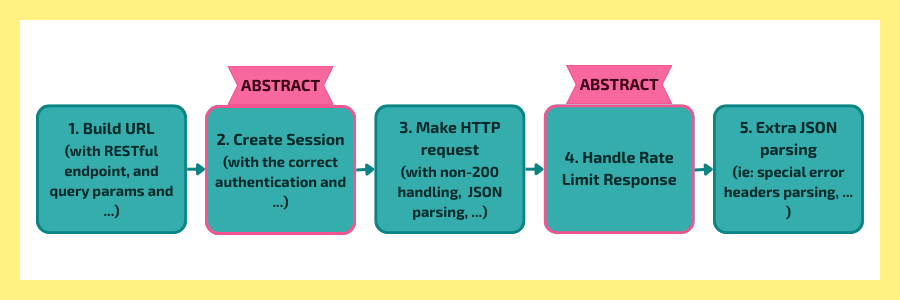 1. Build URL
(with RESTful
endpoint, and
query params and
...)
ABSTRACT
2. Create Session
(with the correct
authentication and
...)
3. Make HTTP
request
(with non-200
handling, JSON
parsing, ...)
ABSTRACT
4. Handle Rate
Limit Response
5. Extra JSON
parsing
(ie: special error
headers parsing, ...
)